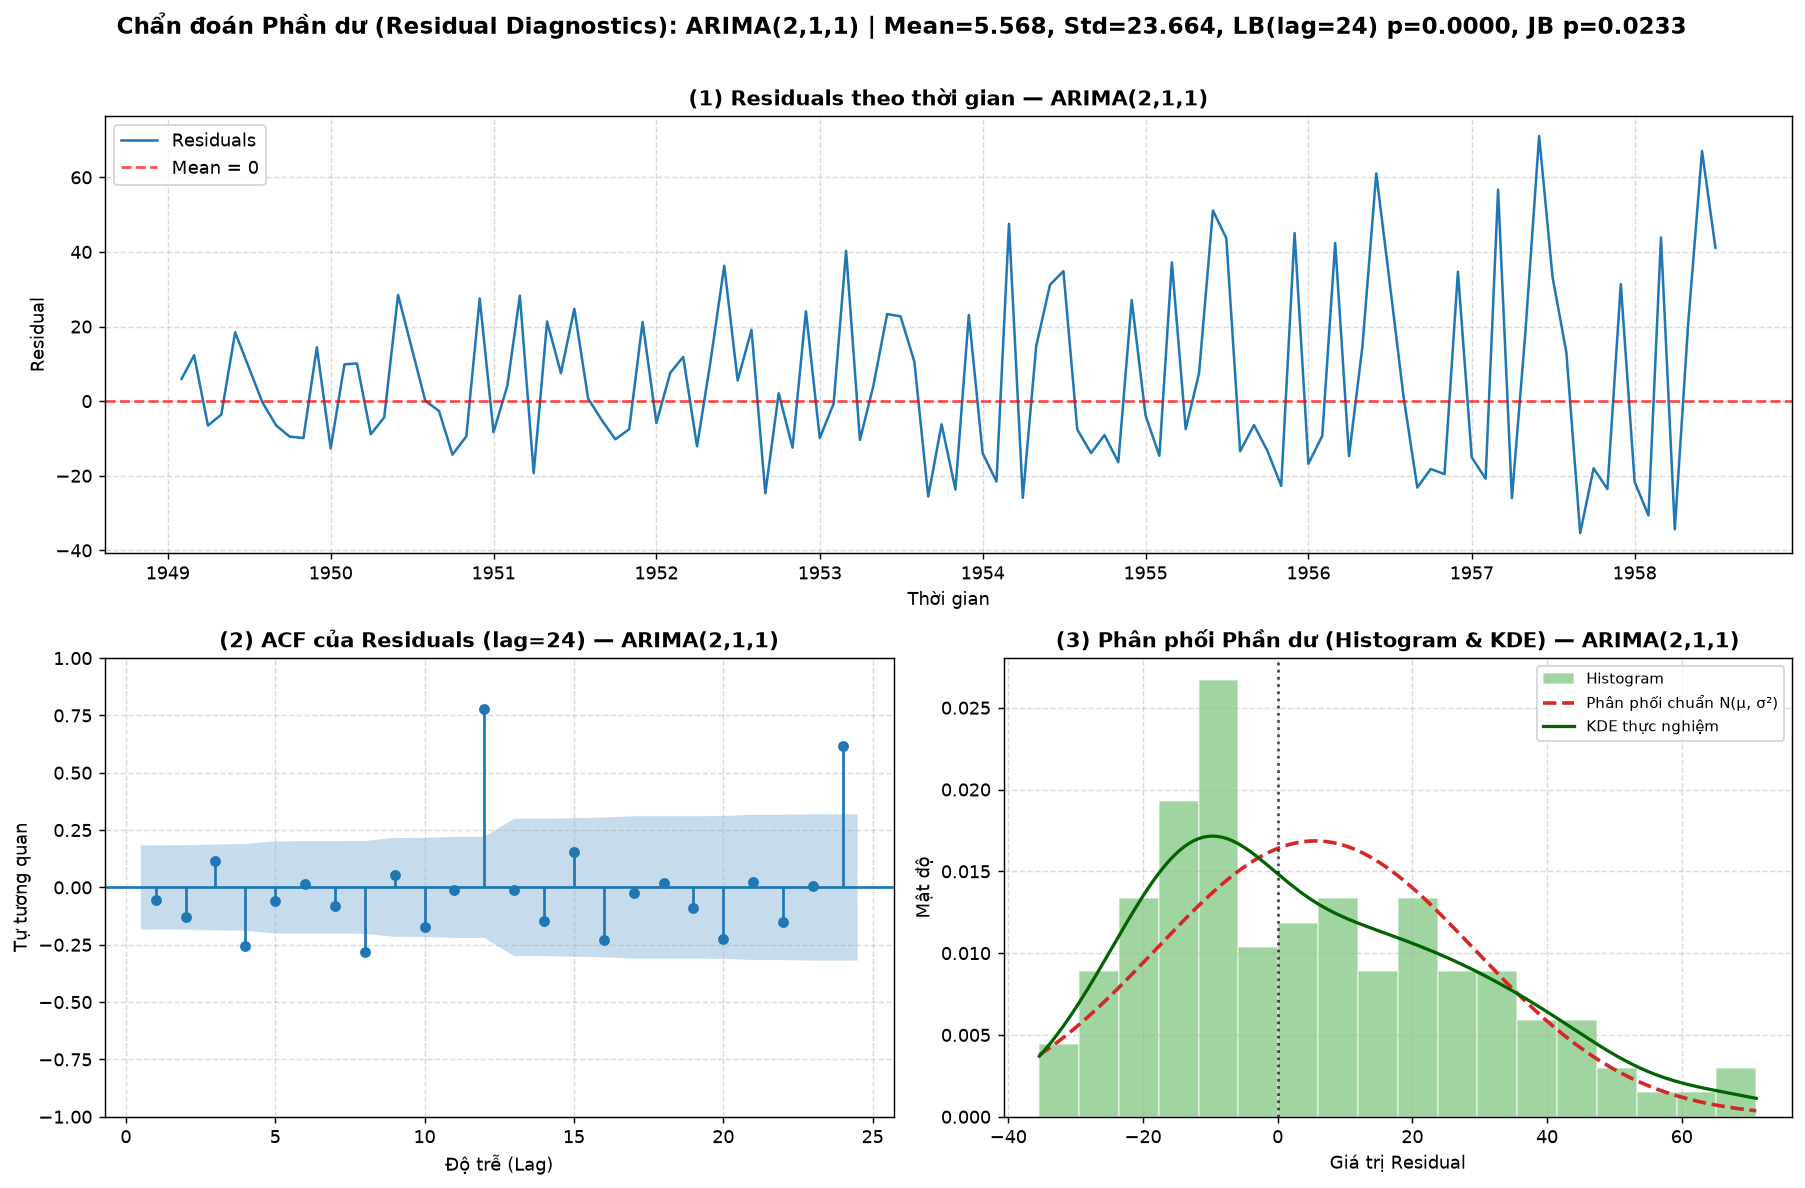 Chẩn đoán Phần dư (Residual Diagnostics): ARIMA(2,1,1) | Mean=5.568, Std=23.664, LB(lag=24) p=0.0000, JB p=0.0233
(1) Residuals theo thời gian — ARIMA(2,1,1)
Residuals
Mean = 0
Residual
60
40
20
0
−20
−40
1949 1950 1951 1952 1953 1954 1955 1956 1957 1958
Thời gian
(2) ACF của Residuals (lag=24) — ARIMA(2,1,1)
Tự tương quan
1.00
0.75
0.50
0.25
0.00
−0.25
−0.50
−0.75
−1.00
0 5 10 15 20 25
Độ trễ (Lag)
(3) Phân phối Phần dư (Histogram & KDE) — ARIMA(2,1,1)
Histogram
Phân phối chuẩn N(μ, σ²)
KDE thực nghiệm
Mật độ
0.025
0.020
0.015
0.010
0.005
0.000
−40 −20 0 20 40 60
Giá trị Residual